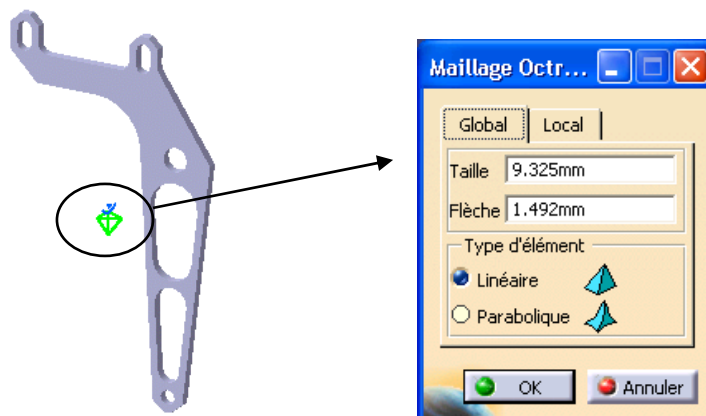 Maillage Octr...
Global Local
Taille 9.325mm
Flèche 1.492mm
Type d'élément
Linéaire
Parabolique
OK Annuler